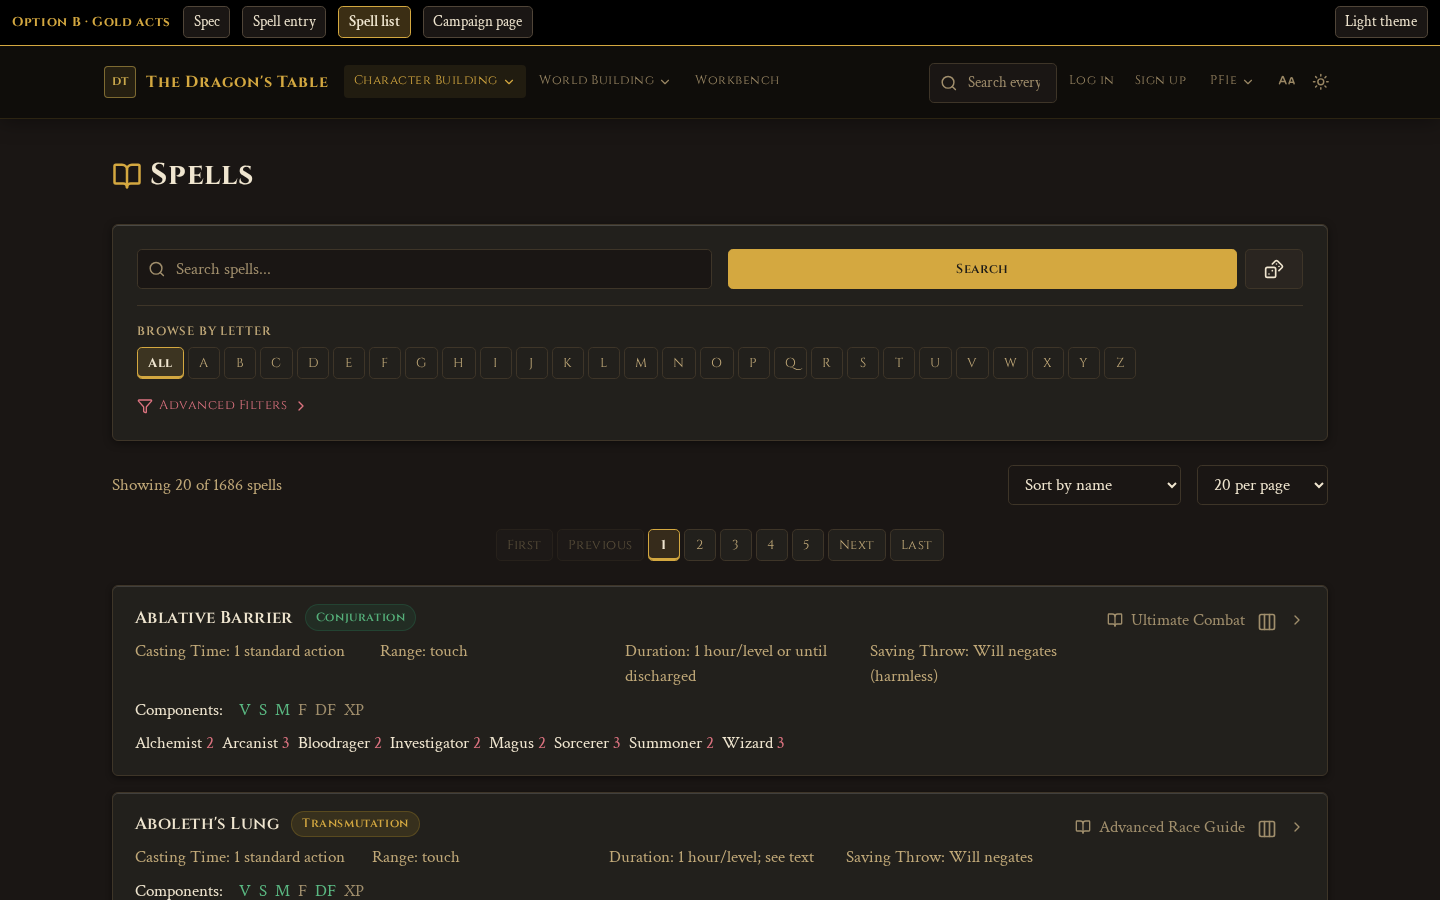 Option B · Gold acts Spec Spell entry Spell list Campaign page Light theme
DT The Dragon's Table Character Building World Building Workbench Search every Log in Sign up PF1e Aa
Spells
Search spells... Search
Browse by letter
All A B C D E F G H I J K L M N O P Q R S T U V W X Y Z
Advanced Filters
Showing 20 of 1686 spells Sort by name 20 per page
First Previous 1 2 3 4 5 Next Last
Ablative Barrier Conjuration Ultimate Combat
Casting Time: 1 standard action Range: touch Duration: 1 hour/level or until discharged Saving Throw: Will negates (harmless)
Components: V S M F DF XP
Alchemist 2 Arcanist 3 Bloodrager 2 Investigator 2 Magus 2 Sorcerer 3 Summoner 2 Wizard 3
Aboleth's Lung Transmutation Advanced Race Guide
Casting Time: 1 standard action Range: touch Duration: 1 hour/level; see text Saving Throw: Will negates
Components: V S M F DF XP